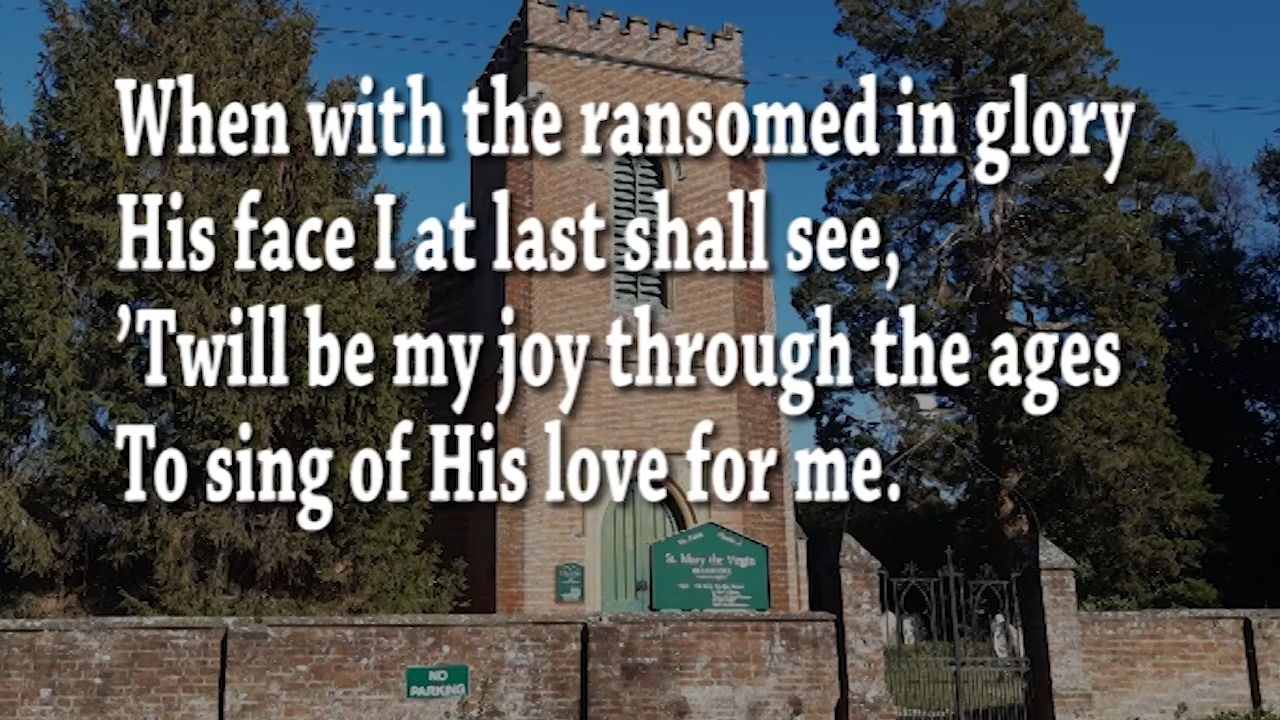 When with the ransomed in glory
His face I at last shall see,
’Twill be my joy through the ages
To sing of His love for me.
St. Mary the Virgin
NO
PARKING